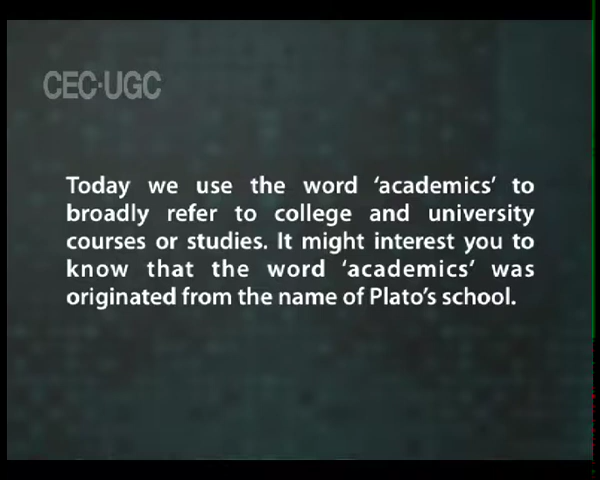 CEC-UGC
Today we use the word ‘academics’ to
broadly refer to college and university
courses or studies. It might interest you to
know that the word ‘academics’ was
originated from the name of Plato’s school.